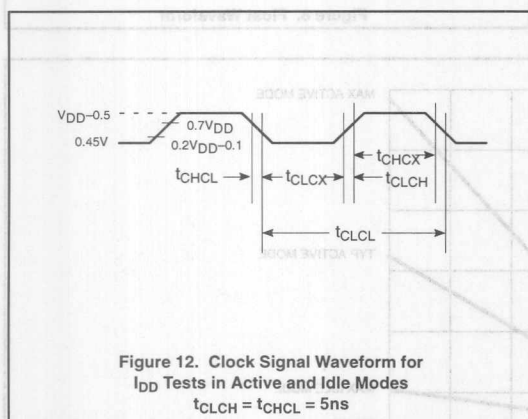 VDD–0.5
0.7VDD
0.45V
0.2VDD–0.1
tCHCX
tCHCL
tCLCX
tCLCH
tCLCL
MAX ACTIVE MODE
TYP ACTIVE MODE
Figure 12. Clock Signal Waveform for
IDD Tests in Active and Idle Modes
tCLCH = tCHCL = 5ns